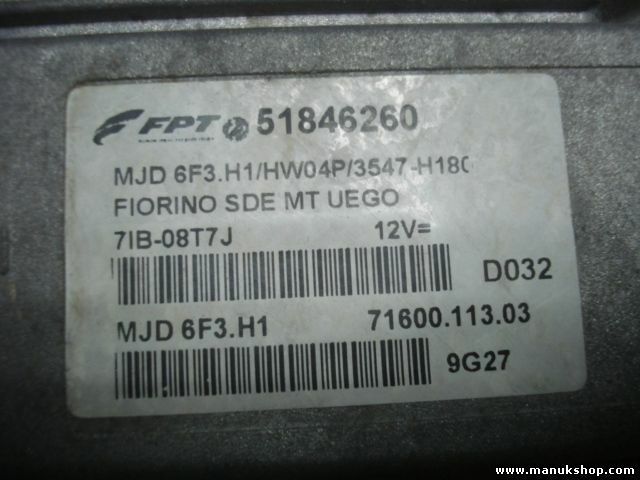 FPT 51846260
MJD 6F3.H1/HW04P/3547-H180
FIORINO SDE MT UEGO
7IB-08T7J 12V=
D032
MJD 6F3.H1 71600.113.03
9G27
www.manukshop.com